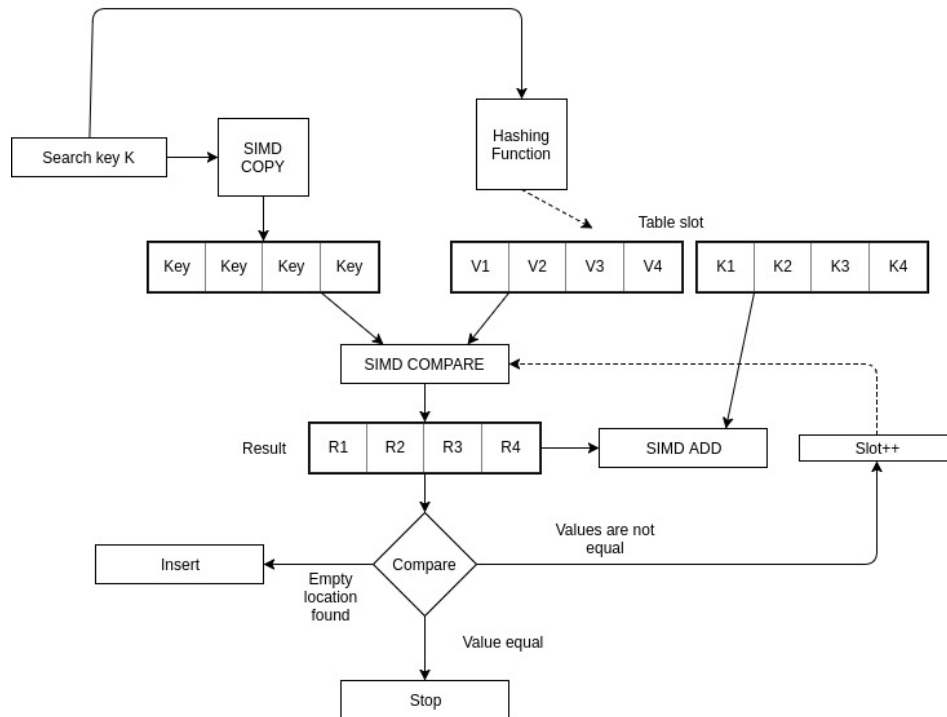 Search key K
SIMD
COPY
Hashing
Function
Table slot
Key Key Key Key
V1 V2 V3 V4
K1 K2 K3 K4
SIMD COMPARE
Result
R1 R2 R3 R4
SIMD ADD
Slot++
Values are not
equal
Insert
Compare
Empty
location
found
Value equal
Stop